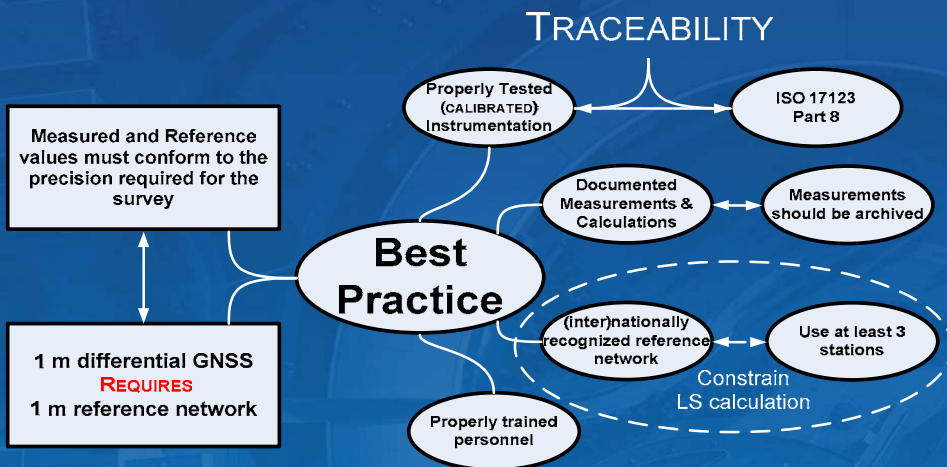 TRACEABILITY
Properly Tested
(CALIBRATED)
Instrumentation
ISO 17123
Part 8
Measured and Reference
values must conform to the
precision required for the
survey
Documented
Measurements &
Calculations
Measurements
should be archived
Best
Practice
(inter)nationally
recognized reference
network
Use at least 3
stations
Constrain
LS calculation
1 m differential GNSS
REQUIRES
1 m reference network
Properly trained
personnel